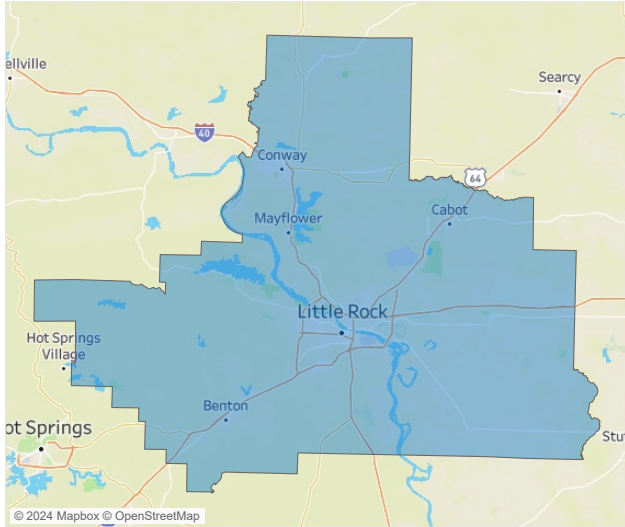 ellville
Searcy
40
Conway
64
Mayflower
Cabot
Little Rock
Hot Springs
Village
Benton
ot Springs
Stu
© 2024 Mapbox © OpenStreetMap